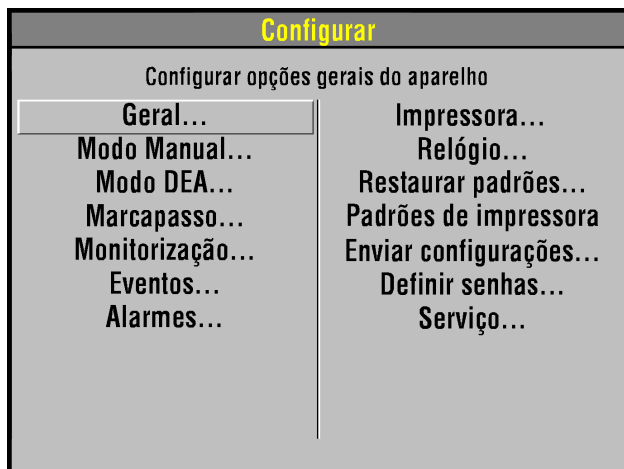 Configurar
Configurar opções gerais do aparelho
Geral...
Modo Manual...
Modo DEA...
Marcapasso...
Monitorização...
Eventos...
Alarmes...
Impressora...
Relógio...
Restaurar padrões...
Padrões de impressora
Enviar configurações...
Definir senhas...
Serviço...